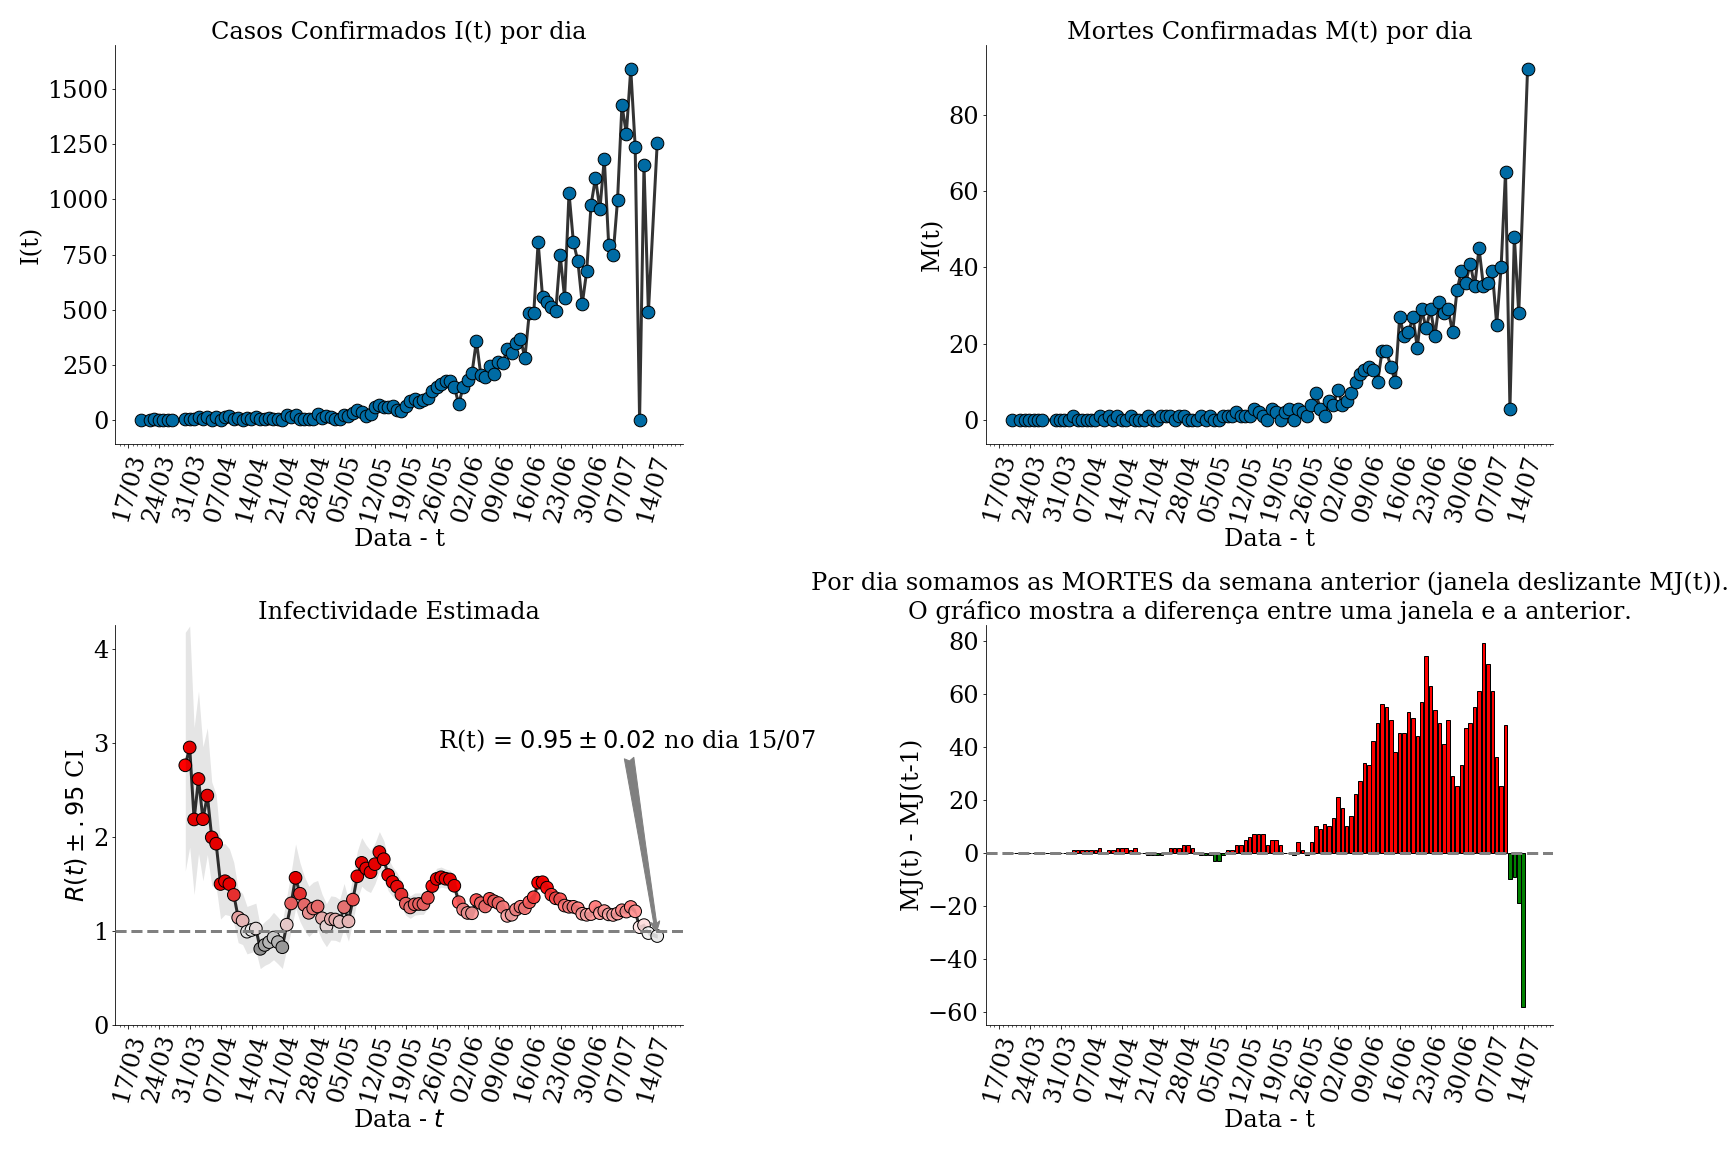 Casos Confirmados I(t) por dia
I(t)
1500
1250
1000
750
500
250
0
17/03 24/03 31/03 07/04 14/04 21/04 28/04 05/05 12/05 19/05 26/05 02/06 09/06 16/06 23/06 30/06 07/07 14/07
Data - t
Mortes Confirmadas M(t) por dia
M(t)
80
60
40
20
0
17/03 24/03 31/03 07/04 14/04 21/04 28/04 05/05 12/05 19/05 26/05 02/06 09/06 16/06 23/06 30/06 07/07 14/07
Data - t
Infectividade Estimada
R(t) ± .95 CI
4
3
2
1
0
R(t) = 0.95 ± 0.02 no dia 15/07
17/03 24/03 31/03 07/04 14/04 21/04 28/04 05/05 12/05 19/05 26/05 02/06 09/06 16/06 23/06 30/06 07/07 14/07
Data - t
Por dia somamos as MORTES da semana anterior (janela deslizante MJ(t)).
O gráfico mostra a diferença entre uma janela e a anterior.
MJ(t) - MJ(t-1)
80
60
40
20
0
−20
−40
−60
17/03 24/03 31/03 07/04 14/04 21/04 28/04 05/05 12/05 19/05 26/05 02/06 09/06 16/06 23/06 30/06 07/07 14/07
Data - t